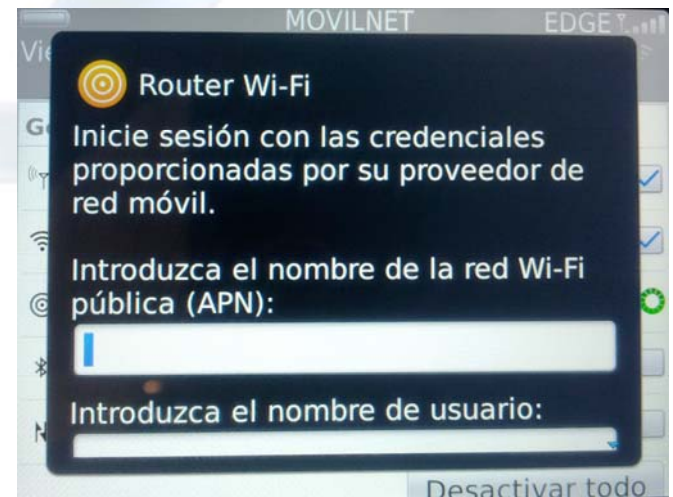 MOVILNET EDGE
Vie
Router Wi-Fi
Inicie sesión con las credenciales
proporcionadas por su proveedor de
red móvil.
Introduzca el nombre de la red Wi-Fi
pública (APN):
Introduzca el nombre de usuario:
Desactivar todo